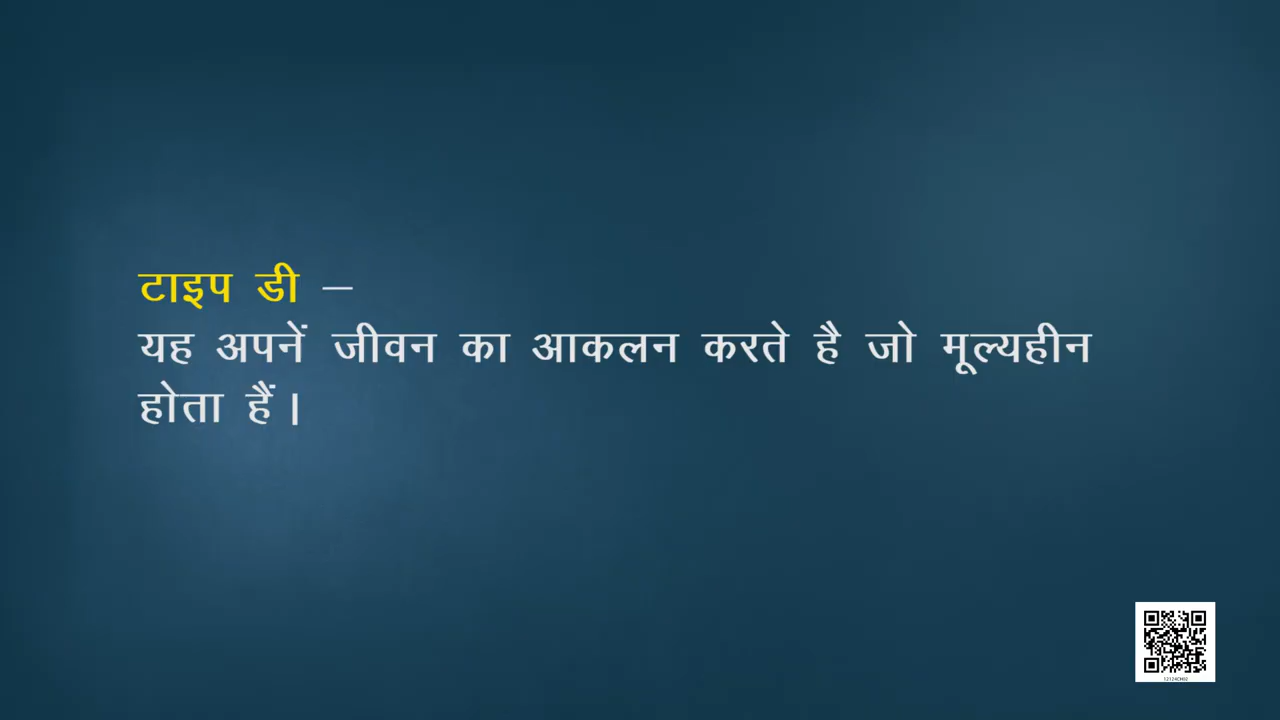 टाइप डी –
यह अपनें जीवन का आकलन करते है जो मूल्यहीन
होता हैं।